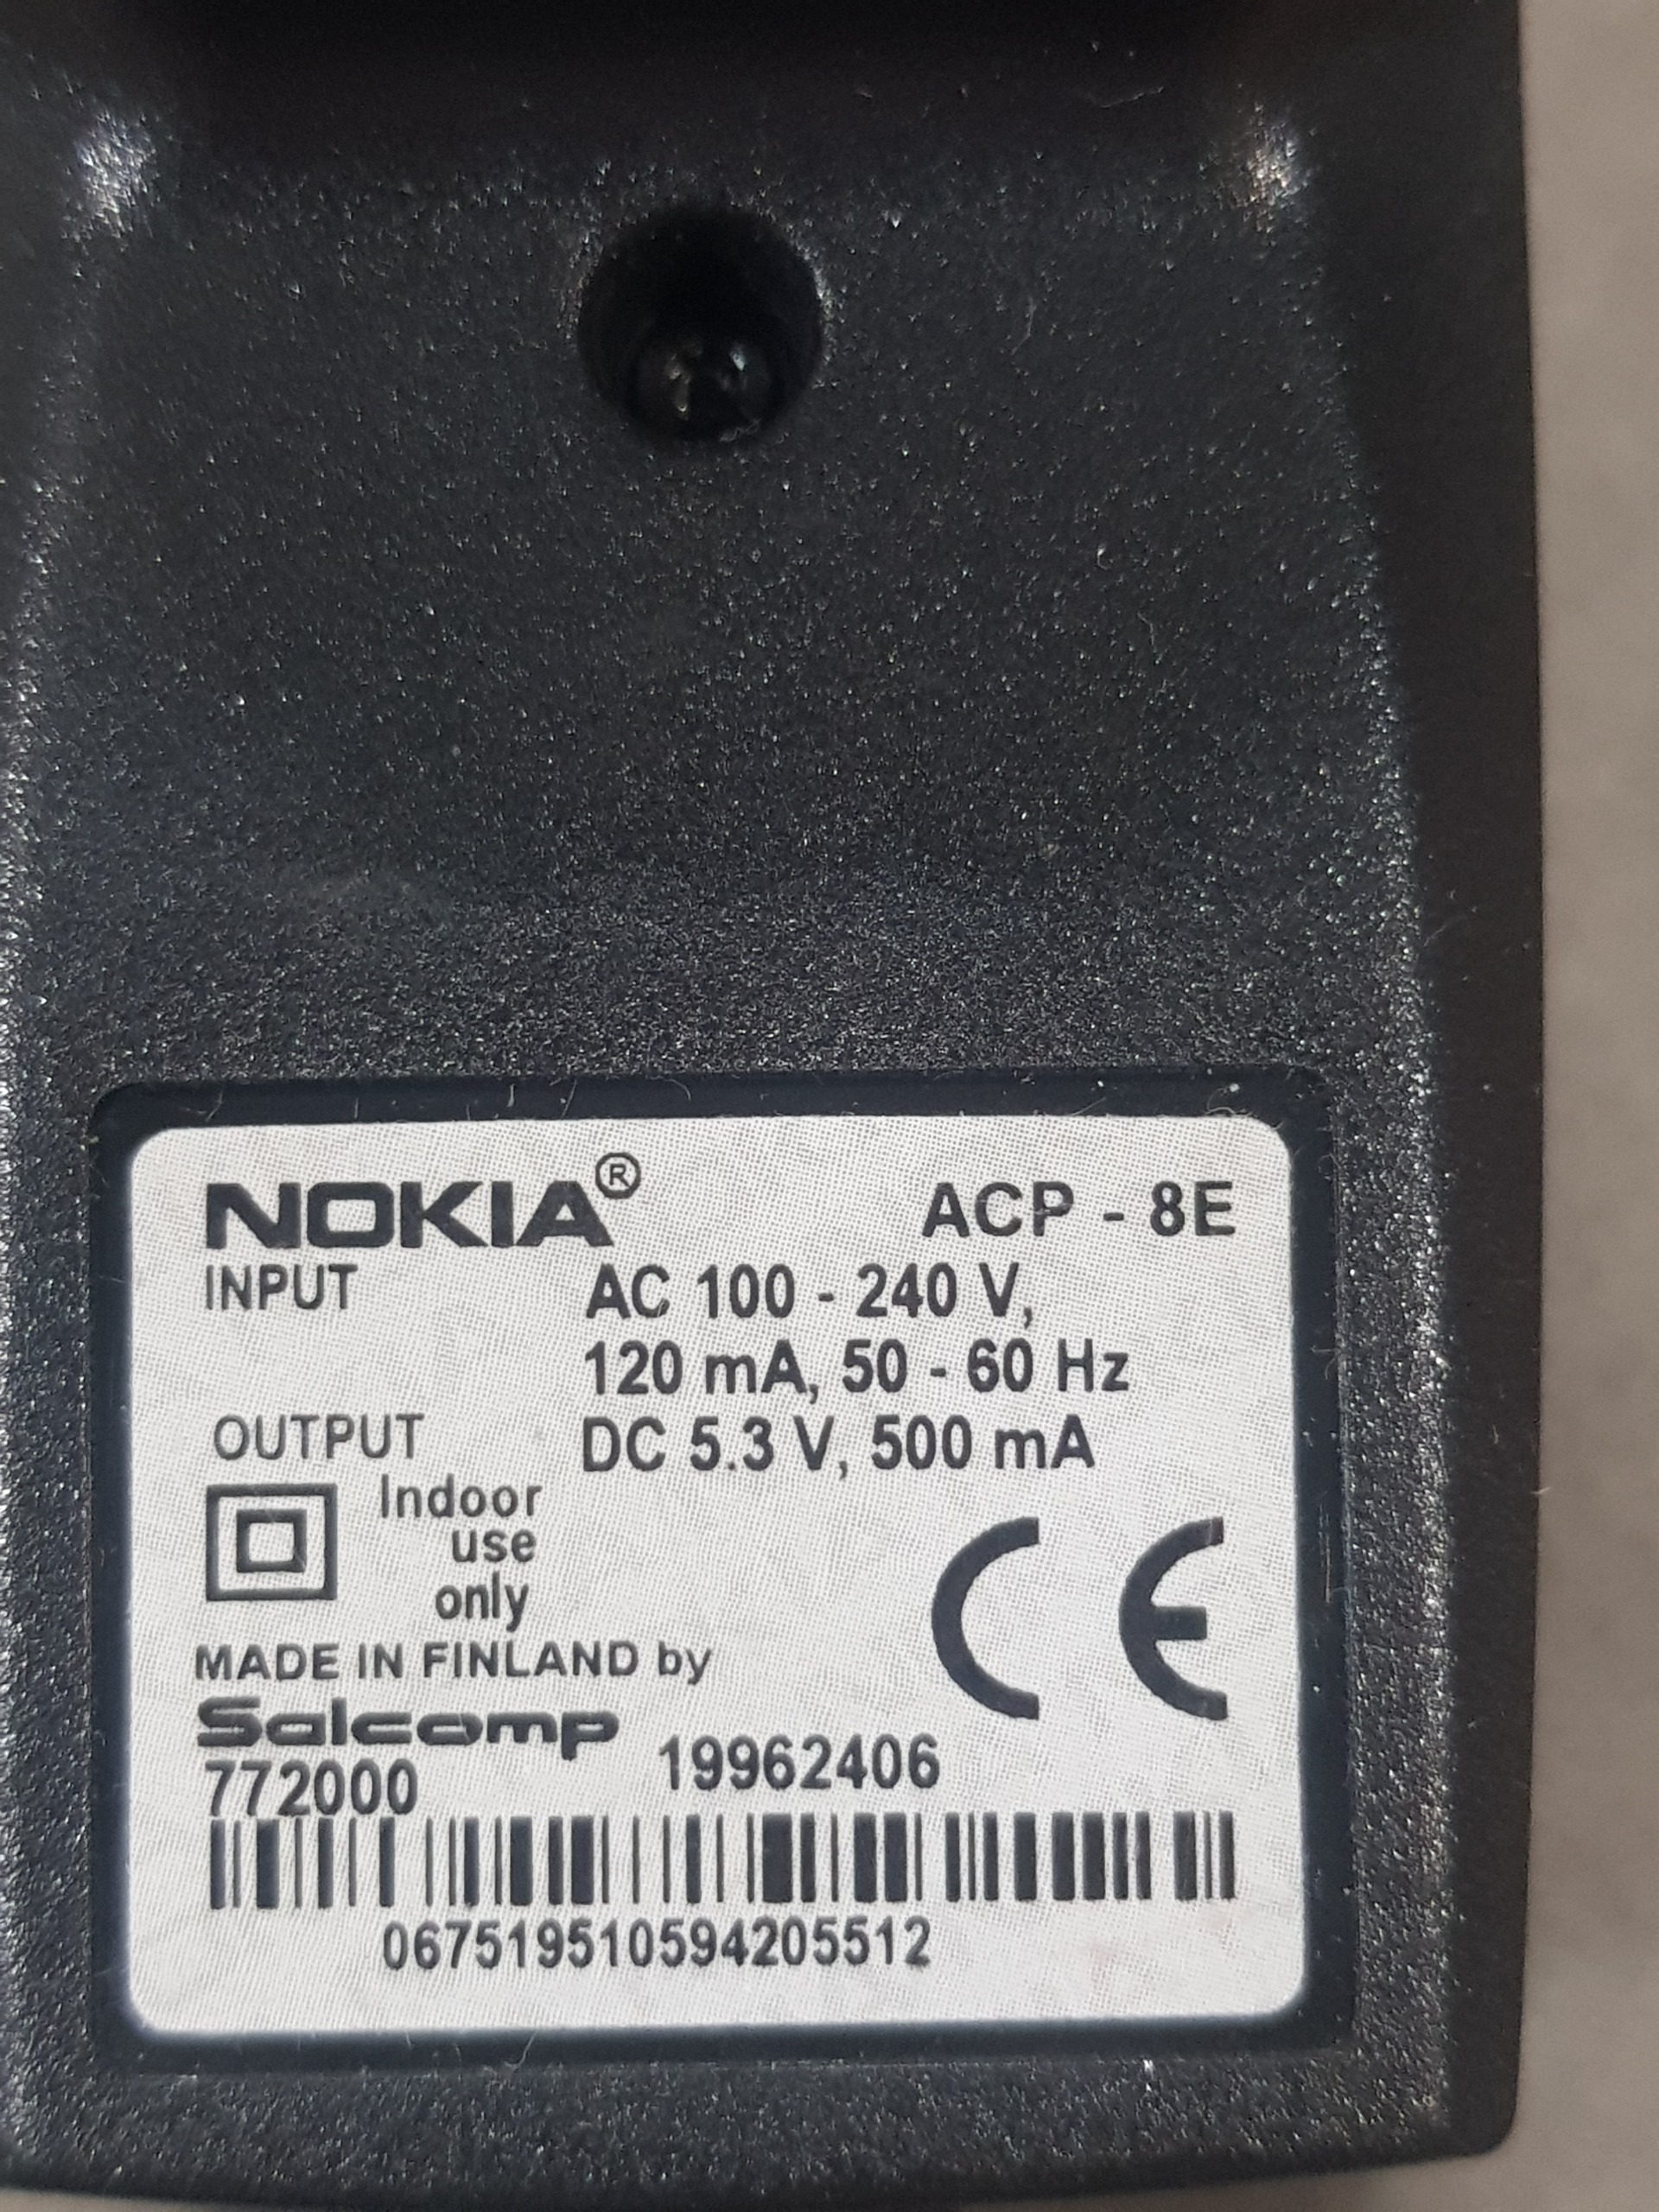 NOKIA® ACP - 8E
INPUT AC 100 - 240 V,
120 mA, 50 - 60 Hz
OUTPUT DC 5.3 V, 500 mA
Indoor
use
only
CE
MADE IN FINLAND by
Salcomp
772000 19962406
067519510594205512